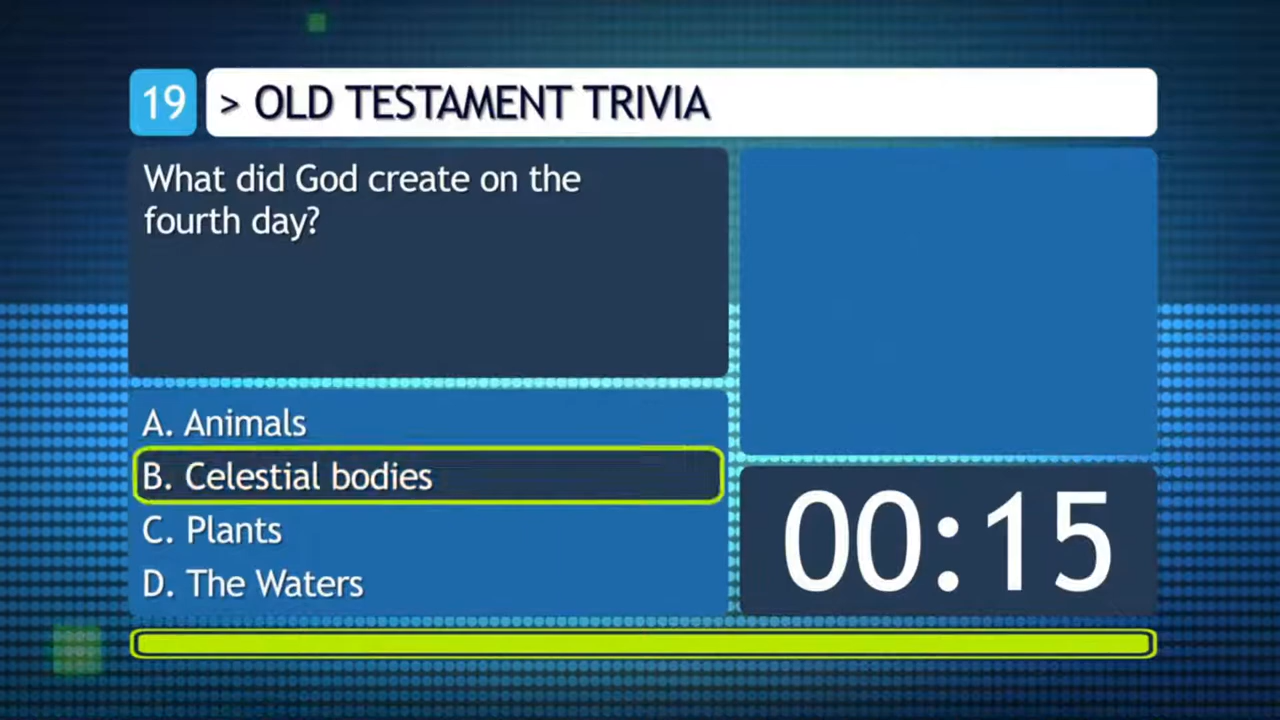 19 > OLD TESTAMENT TRIVIA
What did God create on the
fourth day?
A. Animals
B. Celestial bodies
C. Plants
D. The Waters
00:15